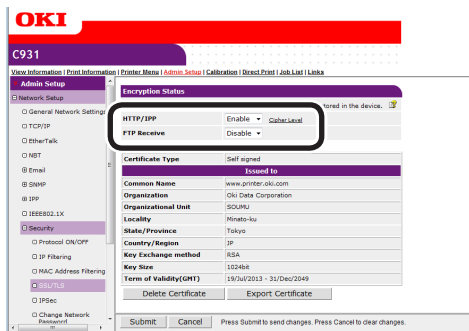 OKI
C931
View Information | Print Information | Printer Menu | Admin Setup | Calibration | Direct Print | Job List | Links
Admin Setup
Network Setup
General Network Settings
TCP/IP
EtherTalk
NBT
Email
SNMP
IPP
IEEE802.1X
Security
Protocol ON/OFF
IP Filtering
MAC Address Filtering
SSL/TLS
IPSec
Change Network
Password
Encryption Status
tored in the device.
HTTP/IPP Enable Cipher Level
FTP Receive Disable
Certificate Type Self signed
Issued to
Common Name www.printer.oki.com
Organization Oki Data Corporation
Organizational Unit SOUMU
Locality Minato-ku
State/Province Tokyo
Country/Region JP
Key Exchange method RSA
Key Size 1024bit
Term of Validity(GMT) 19/Jul/2013 - 31/Dec/2049
Delete Certificate Export Certificate
Submit Cancel Press Submit to send changes. Press Cancel to clear changes.